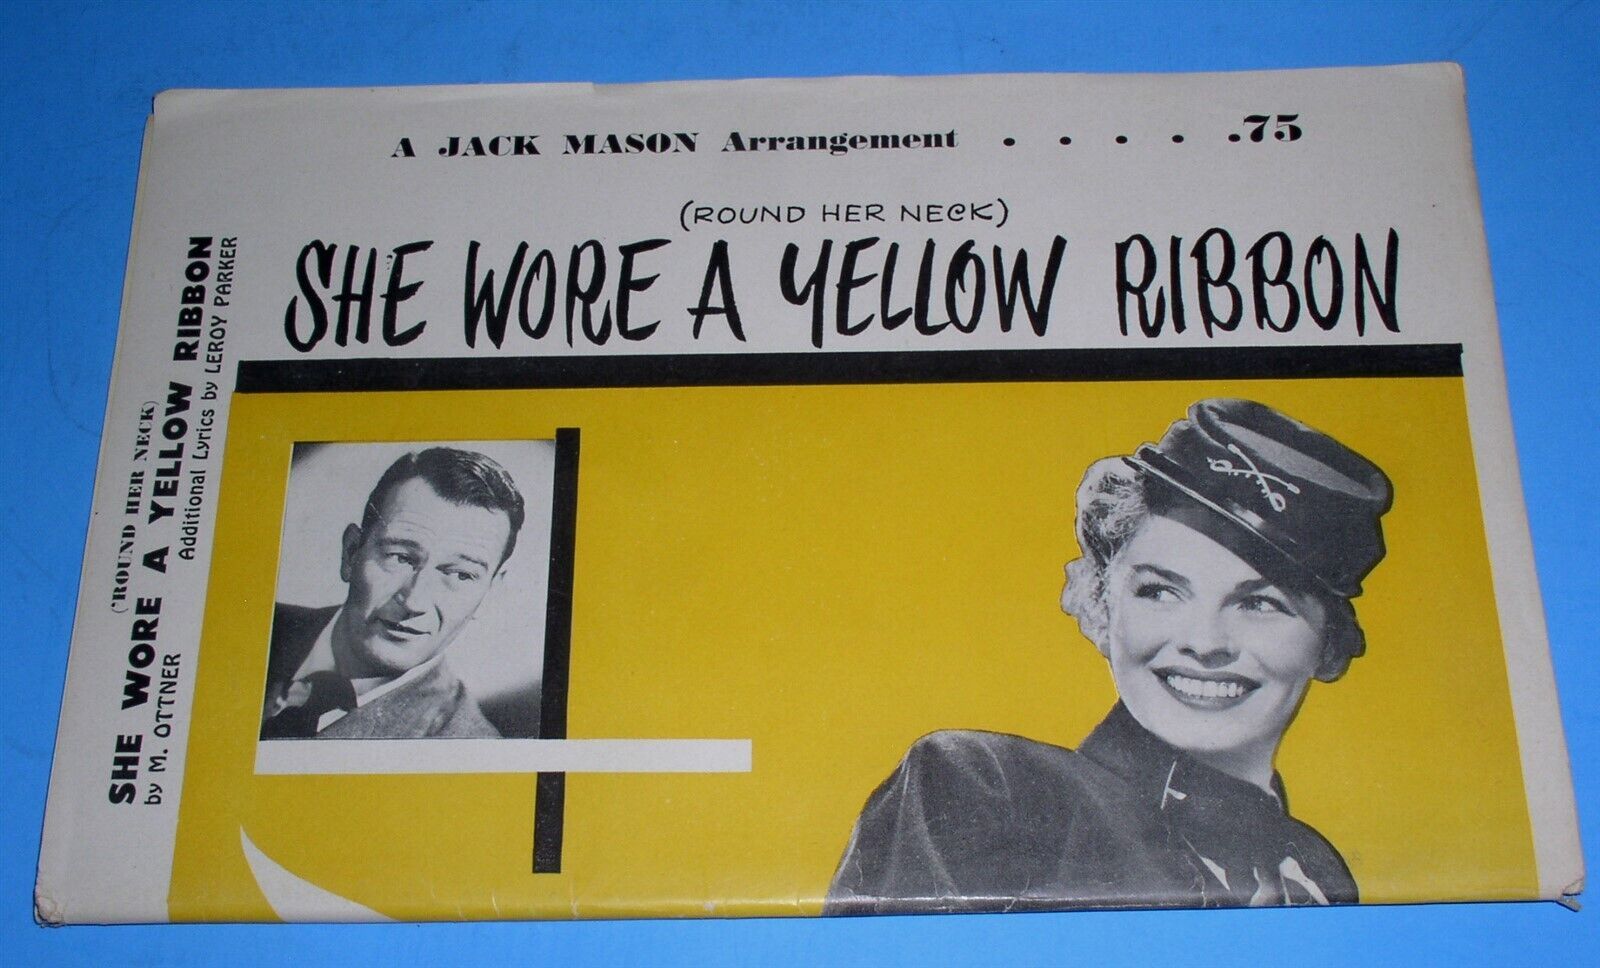 A JACK MASON Arrangement . . . . . .75
(ROUND HER NECK)
SHE WORE A YELLOW RIBBON
('ROUND HER NECK)
SHE WORE A YELLOW RIBBON
by M. OTTNER Additional Lyrics by LEROY PARKER